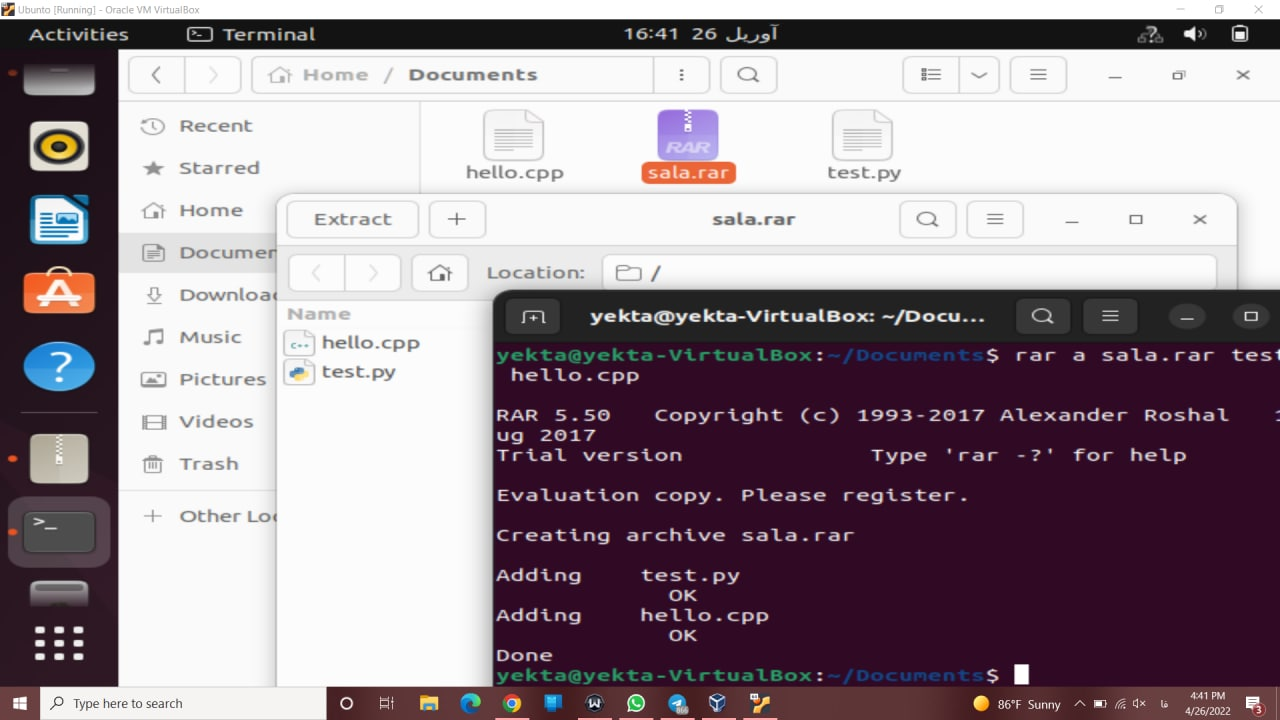 Ubunto [Running] - Oracle VM VirtualBox
Activities
Terminal
16:41 26 آوریل
Home / Documents
Recent
Starred
Home
Documen
Downloa
Music
Pictures
Videos
Trash
Other Lo
hello.cpp
sala.rar
test.py
RAR
Extract
sala.rar
Location: /
Name
hello.cpp
test.py
yekta@yekta-VirtualBox: ~/Docu...
yekta@yekta-VirtualBox:~/Documents$ rar a sala.rar test
hello.cpp
RAR 5.50 Copyright (c) 1993-2017 Alexander Roshal
ug 2017
Trial version Type 'rar -?' for help
Evaluation copy. Please register.
Creating archive sala.rar
Adding test.py
OK
Adding hello.cpp
OK
Done
yekta@yekta-VirtualBox:~/Documents$
Type here to search
86°F Sunny
4:41 PM
4/26/2022
فا
3